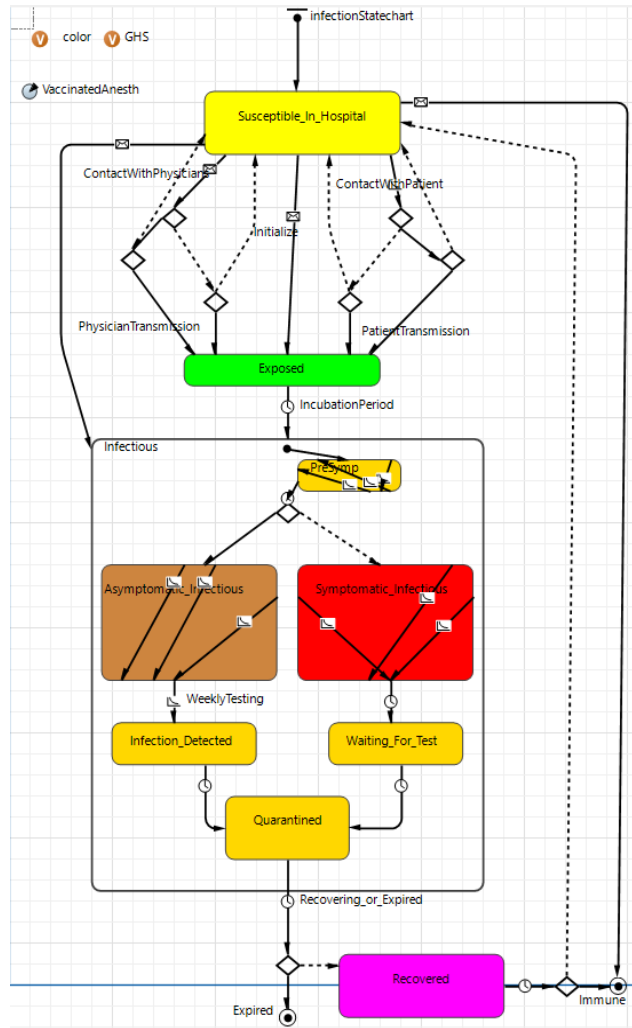 infectionStatechart
color
GHS
VaccinatedAnesth
Susceptible_In_Hospital
ContactWithPhysicians
ContactWithPatient
Initialize
PhysicianTransmission
PatientTransmission
Exposed
IncubationPeriod
Infectious
PreSymp
Asymptomatic_Infectious
Symptomatic_Infectious
WeeklyTesting
Infection_Detected
Waiting_For_Test
Quarantined
Recovering_or_Expired
Recovered
Immune
Expired